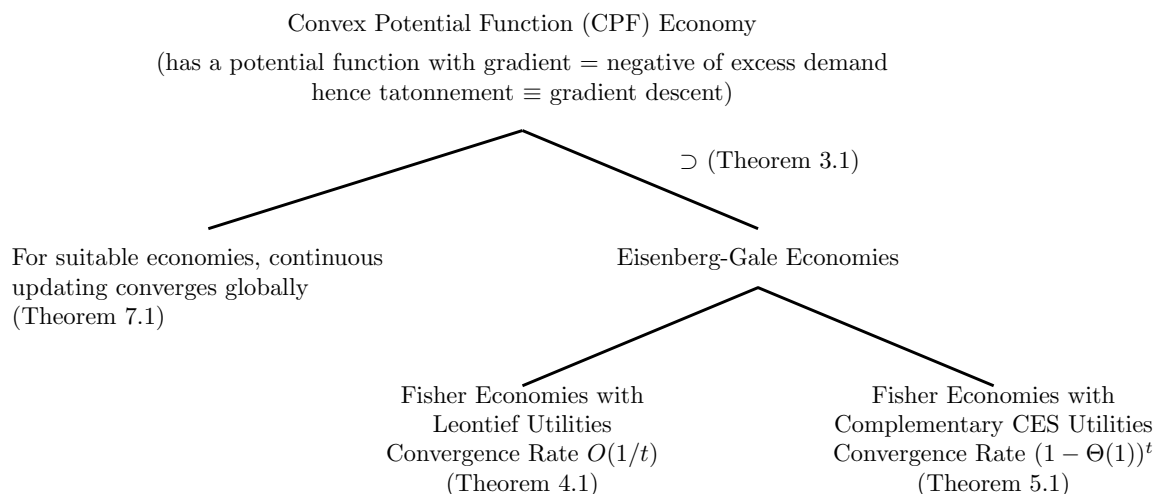 Convex Potential Function (CPF) Economy
(has a potential function with gradient = negative of excess demand
hence tatonnement ≡ gradient descent)
⊃ (Theorem 3.1)
For suitable economies, continuous
updating converges globally
(Theorem 7.1)
Eisenberg-Gale Economies
Fisher Economies with
Leontief Utilities
Convergence Rate O(1/t)
(Theorem 4.1)
Fisher Economies with
Complementary CES Utilities
Convergence Rate (1 − Θ(1))^t
(Theorem 5.1)